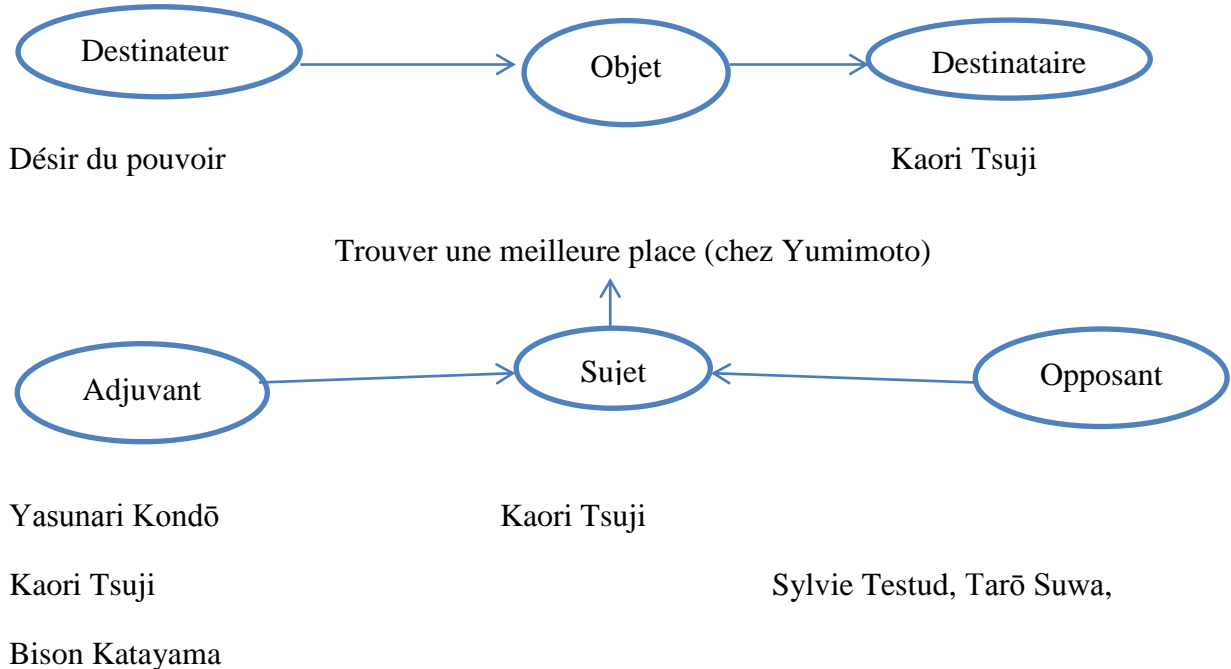 Destinateur
Objet
Destinataire
Désir du pouvoir
Kaori Tsuji
Trouver une meilleure place (chez Yumimoto)
Adjuvant
Sujet
Opposant
Yasunari Kondō
Kaori Tsuji
Kaori Tsuji
Sylvie Testud, Tarō Suwa,
Bison Katayama